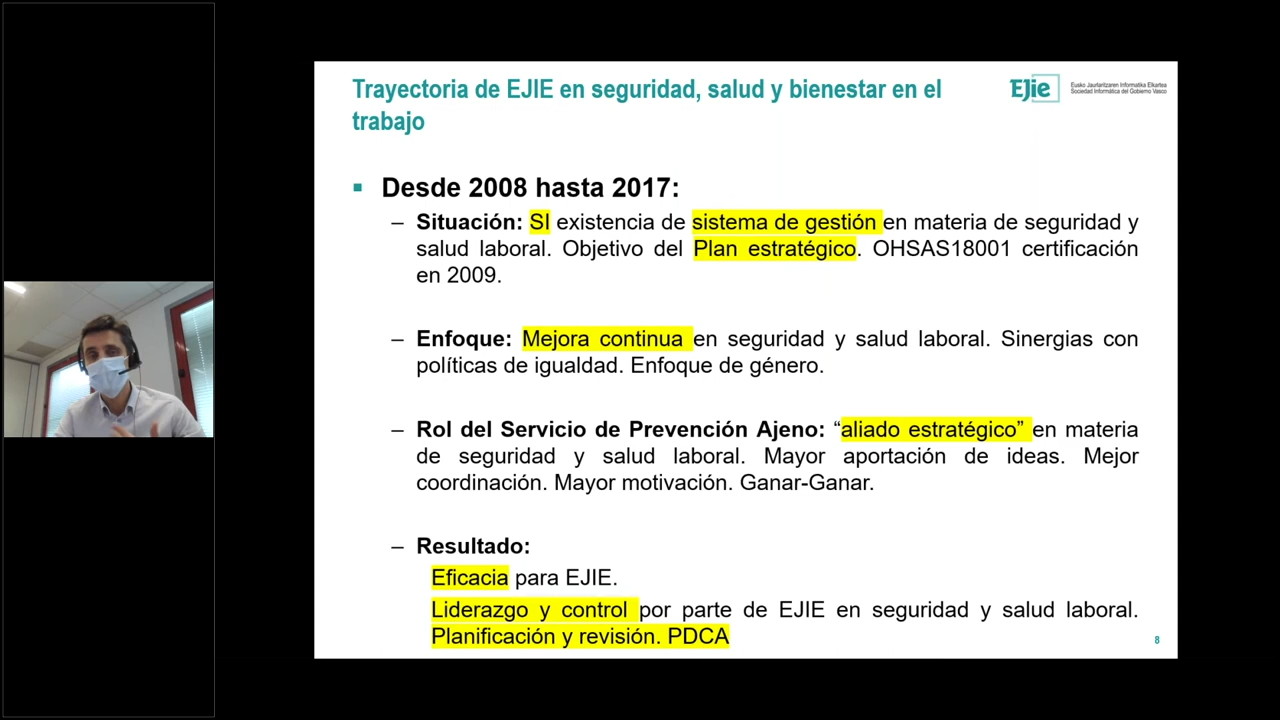 Trayectoria de EJIE en seguridad, salud y bienestar en el
trabajo
EJie
Eusko Jaurlaritzaren Informatika Elkartea
Sociedad Informática del Gobierno Vasco
▪ Desde 2008 hasta 2017:
– Situación: SI existencia de sistema de gestión en materia de seguridad y
salud laboral. Objetivo del Plan estratégico. OHSAS18001 certificación
en 2009.
– Enfoque: Mejora continua en seguridad y salud laboral. Sinergias con
políticas de igualdad. Enfoque de género.
– Rol del Servicio de Prevención Ajeno: “aliado estratégico” en materia
de seguridad y salud laboral. Mayor aportación de ideas. Mejor
coordinación. Mayor motivación. Ganar-Ganar.
– Resultado:
Eficacia para EJIE.
Liderazgo y control por parte de EJIE en seguridad y salud laboral.
Planificación y revisión. PDCA
8